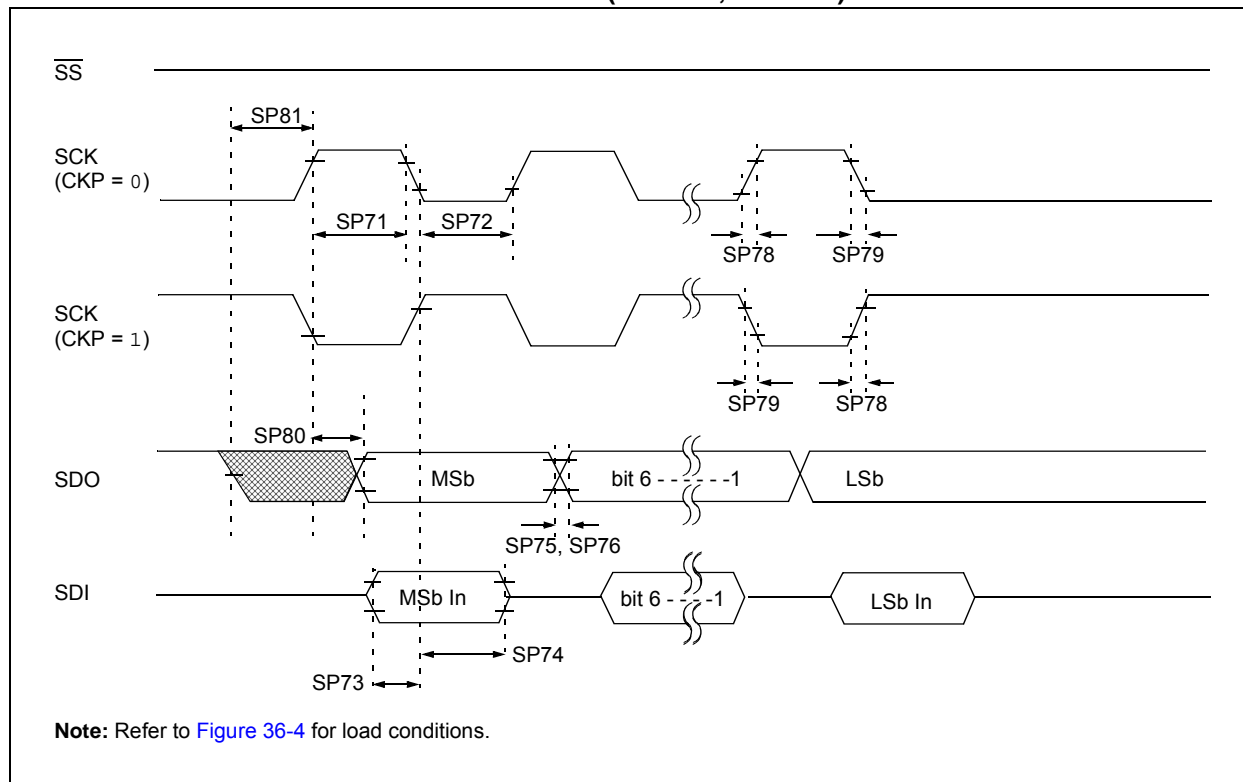 SS
SP81
SCK
(CKP = 0)
SP71
SP72
SP78
SP79
SCK
(CKP = 1)
SP79
SP78
SP80
SDO
MSb
bit 6 - - - - - -1
LSb
SP75, SP76
SDI
MSb In
bit 6 - - - - -1
LSb In
SP74
SP73
Note: Refer to Figure 36-4 for load conditions.